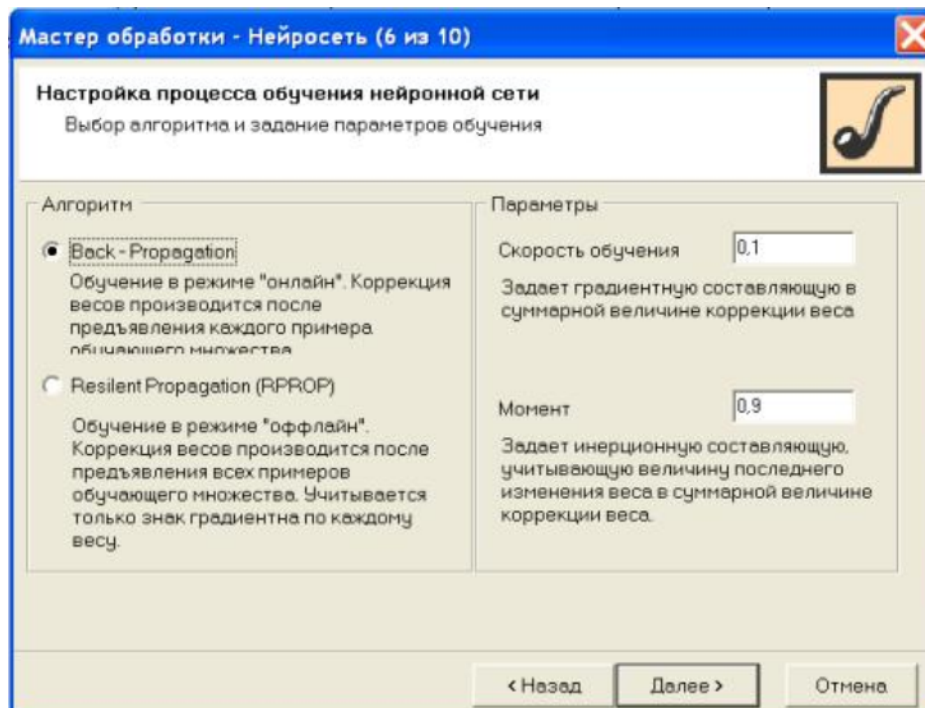 Мастер обработки - Нейросеть (6 из 10)
Настройка процесса обучения нейронной сети
Выбор алгоритма и задание параметров обучения
Алгоритм
Back - Propagation
Обучение в режиме "онлайн". Коррекция
весов производится после
предъявления каждого примера
обучающего множества
Resilent Propagation (RPROP)
Обучение в режиме "оффлайн".
Коррекция весов производится после
предъявления всех примеров
обучающего множества. Учитывается
только знак градиентна по каждому
весу.
Параметры
Скорость обучения 0,1
Задает градиентную составляющую в
суммарной величине коррекции веса
Момент 0,9
Задает инерционную составляющую,
учитывающую величину последнего
изменения веса в суммарной величине
коррекции веса.
< Назад Далее > Отмена